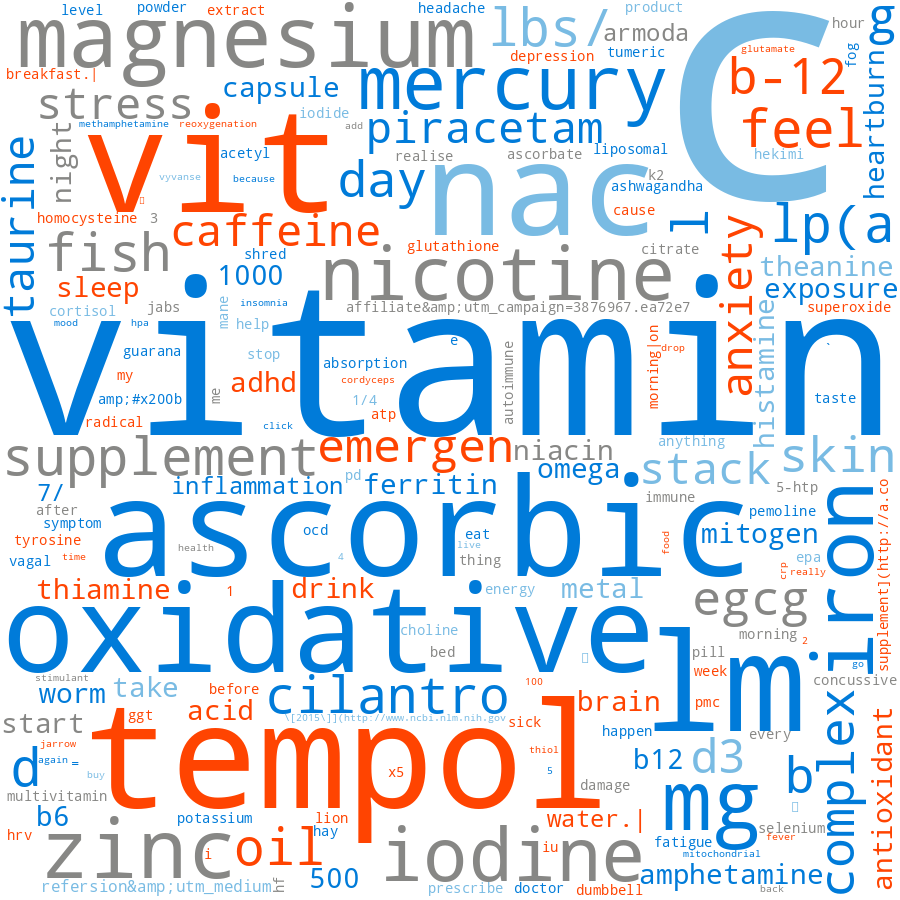 level
powder
extract
headache
lbs/
product
C
g
magnesium
armoda
depression
tumeric
glutamate
hour
fog
heartburn
breakfast.|
capsule
mercury
b-12
stress
iodide
feel
methamphetamine
reoxygenation
add
piracetam
acetyl
realise
ascorbate
liposomal
hekimi
night
vit
vyvanse
because
day
nac
k2
ashwagandha
taurine
homocysteine
3
caffeine
cause
l
lp(a
fish
glutathione
citrate
anxiety
shred
nicotine
theanine
1000
sleep
exposure
cortisol
jabs
mane
insomnia
affiliate&amp;utm_campaign=3876967.ea72e7
superoxide
mood
hpa
help
histamine
vitamin
e
`
guarana
stop
absorption
autoimmune
morning|on
drop
my
adhd
cordyceps
me
amp;#x200b
1/4
taste
radical
atp
click
supplement
emergen
niacin
anything
skin
pd
omega
stack
inflammation
ferritin
5-htp
7/
immune
after
pemoline
symptom
ocd
eat
mitogen
tyrosine
ascorbic
iron
supplement](http://a.co
health
live
food
vagal
time
4
thing
epa
crp
really
thiamine
1
drink
energy
metal
egcg
oxidative
choline
morning
2
bed
pill
lm
go
stimulant
week
concussive
worm
take
before
cilantro
100
brain
complex
acid
pmc
start
ggt
\[2015\]](http://www.ncbi.nlm.nih.gov
sick
happen
every
jarrow
thiol
tempol
d
again
=
buy
x5
5
b12
d3
b
antioxidant
damage
mg
multivitamin
b6
potassium
lion
water.|
selenium
hrv
hay
fatigue
fever
zinc
i
oil
iodine
iu
mitochondrial
500
amphetamine
refersion&amp;utm_medium
hf
prescribe
doctor
dumbbell
back